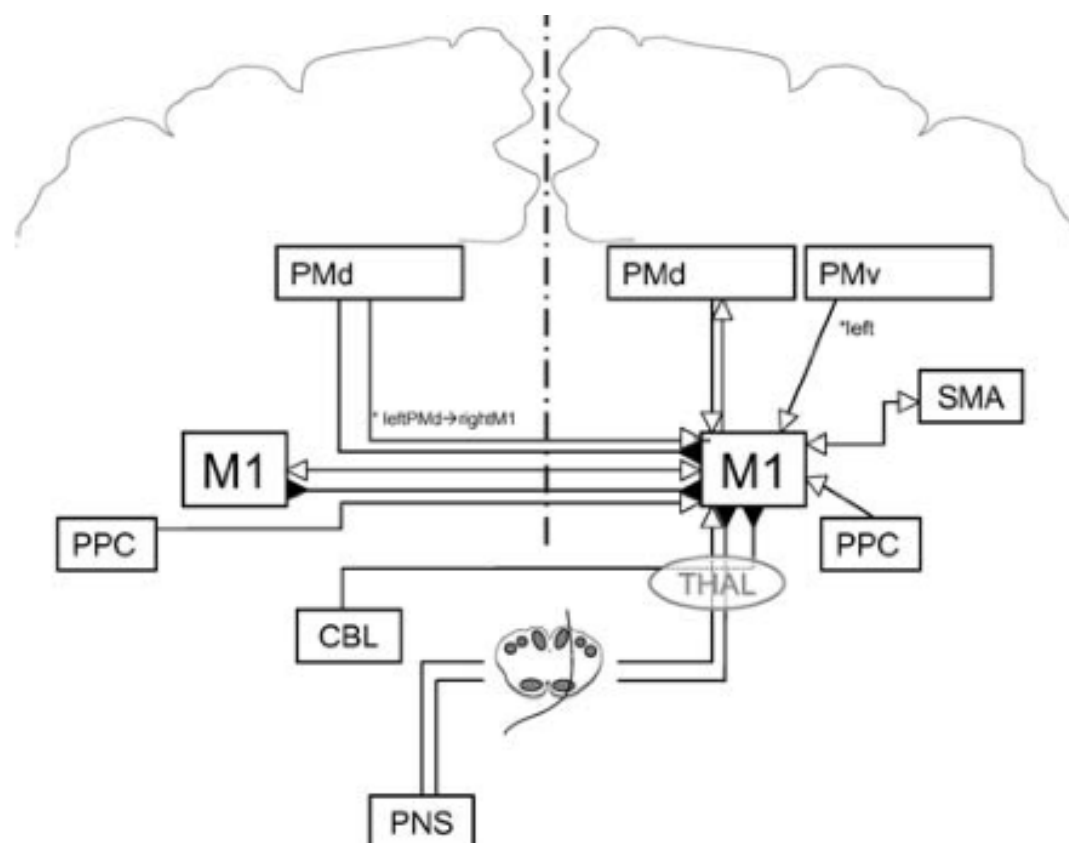 PMd
PMd
PMv
*left
SMA
* leftPMd→rightM1
M1
M1
PPC
PPC
THAL
CBL
PNS